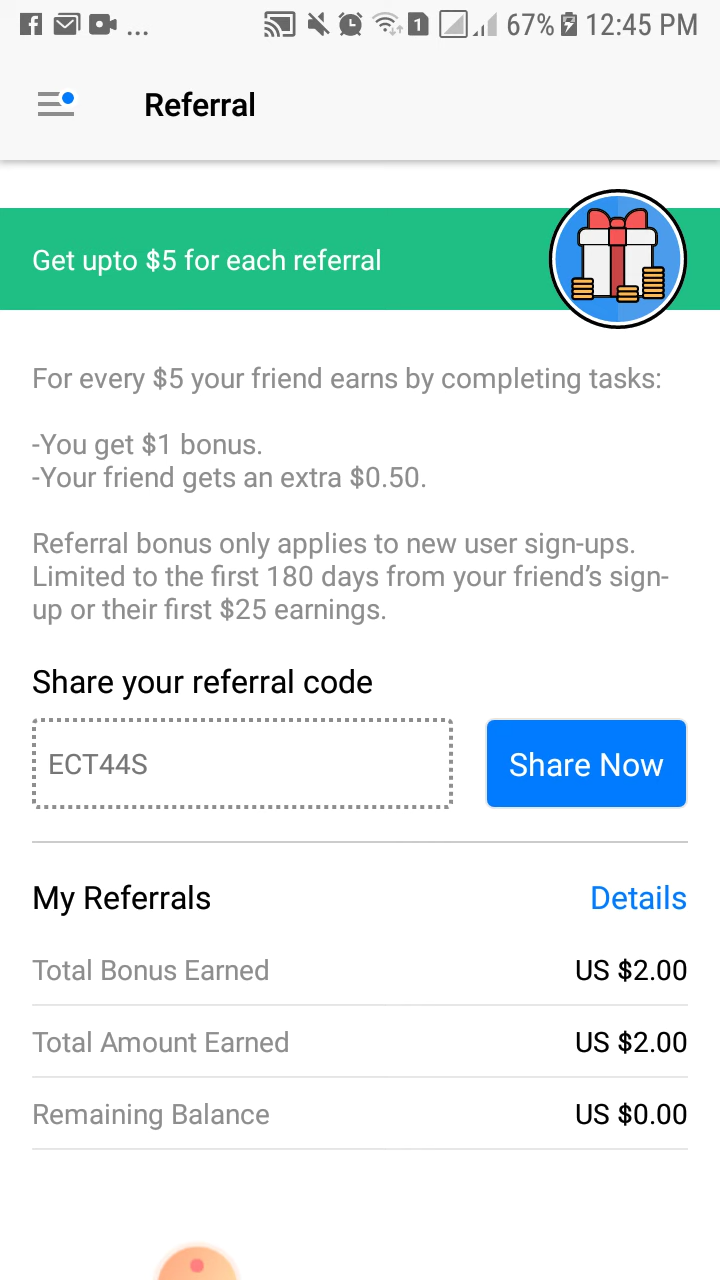 ... 1 67% 12:45 PM
Referral
Get upto $5 for each referral
For every $5 your friend earns by completing tasks:
-You get $1 bonus.
-Your friend gets an extra $0.50.
Referral bonus only applies to new user sign-ups.
Limited to the first 180 days from your friend’s sign-
up or their first $25 earnings.
Share your referral code
ECT44S
Share Now
My Referrals
Details
Total Bonus Earned
US $2.00
Total Amount Earned
US $2.00
Remaining Balance
US $0.00